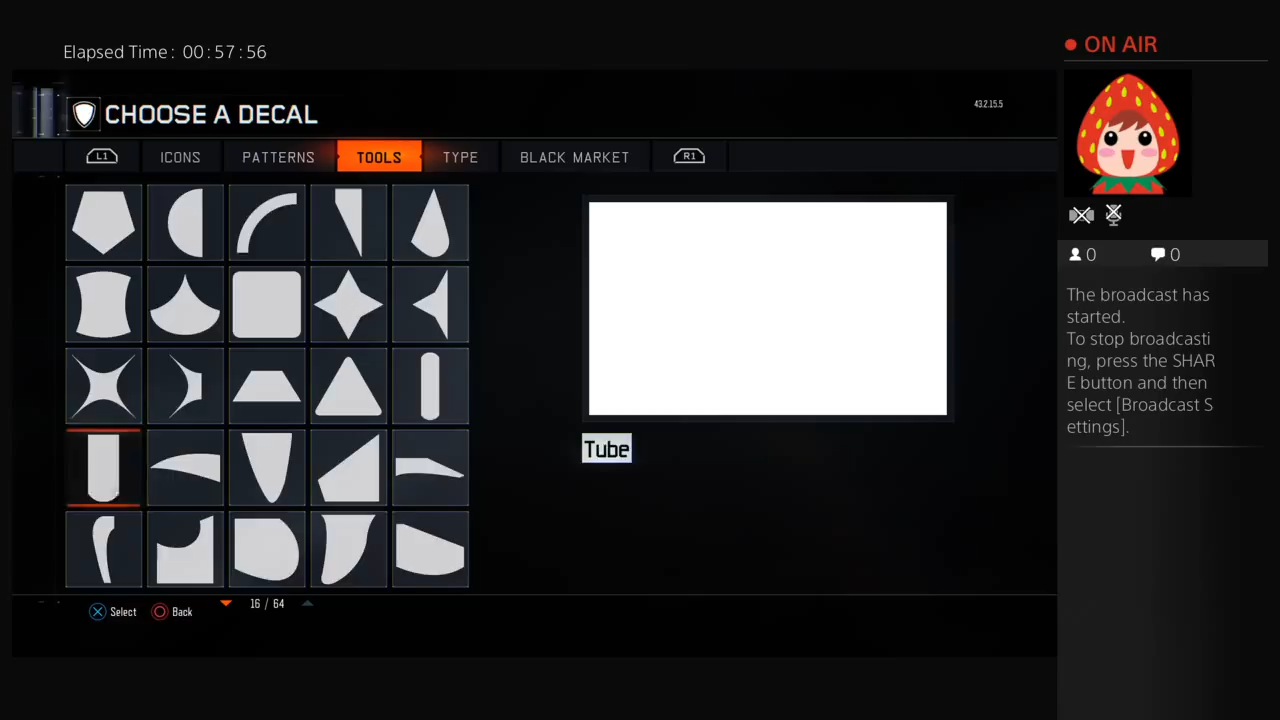 Elapsed Time: 00:57:56
ON AIR
CHOOSE A DECAL
43.2.15.5
L1
ICONS
PATTERNS
TOOLS
TYPE
BLACK MARKET
R1
0
0
The broadcast has
started.
To stop broadcasti
ng, press the SHAR
E button and then
select [Broadcast S
ettings].
Tube
Select
Back
16 / 64